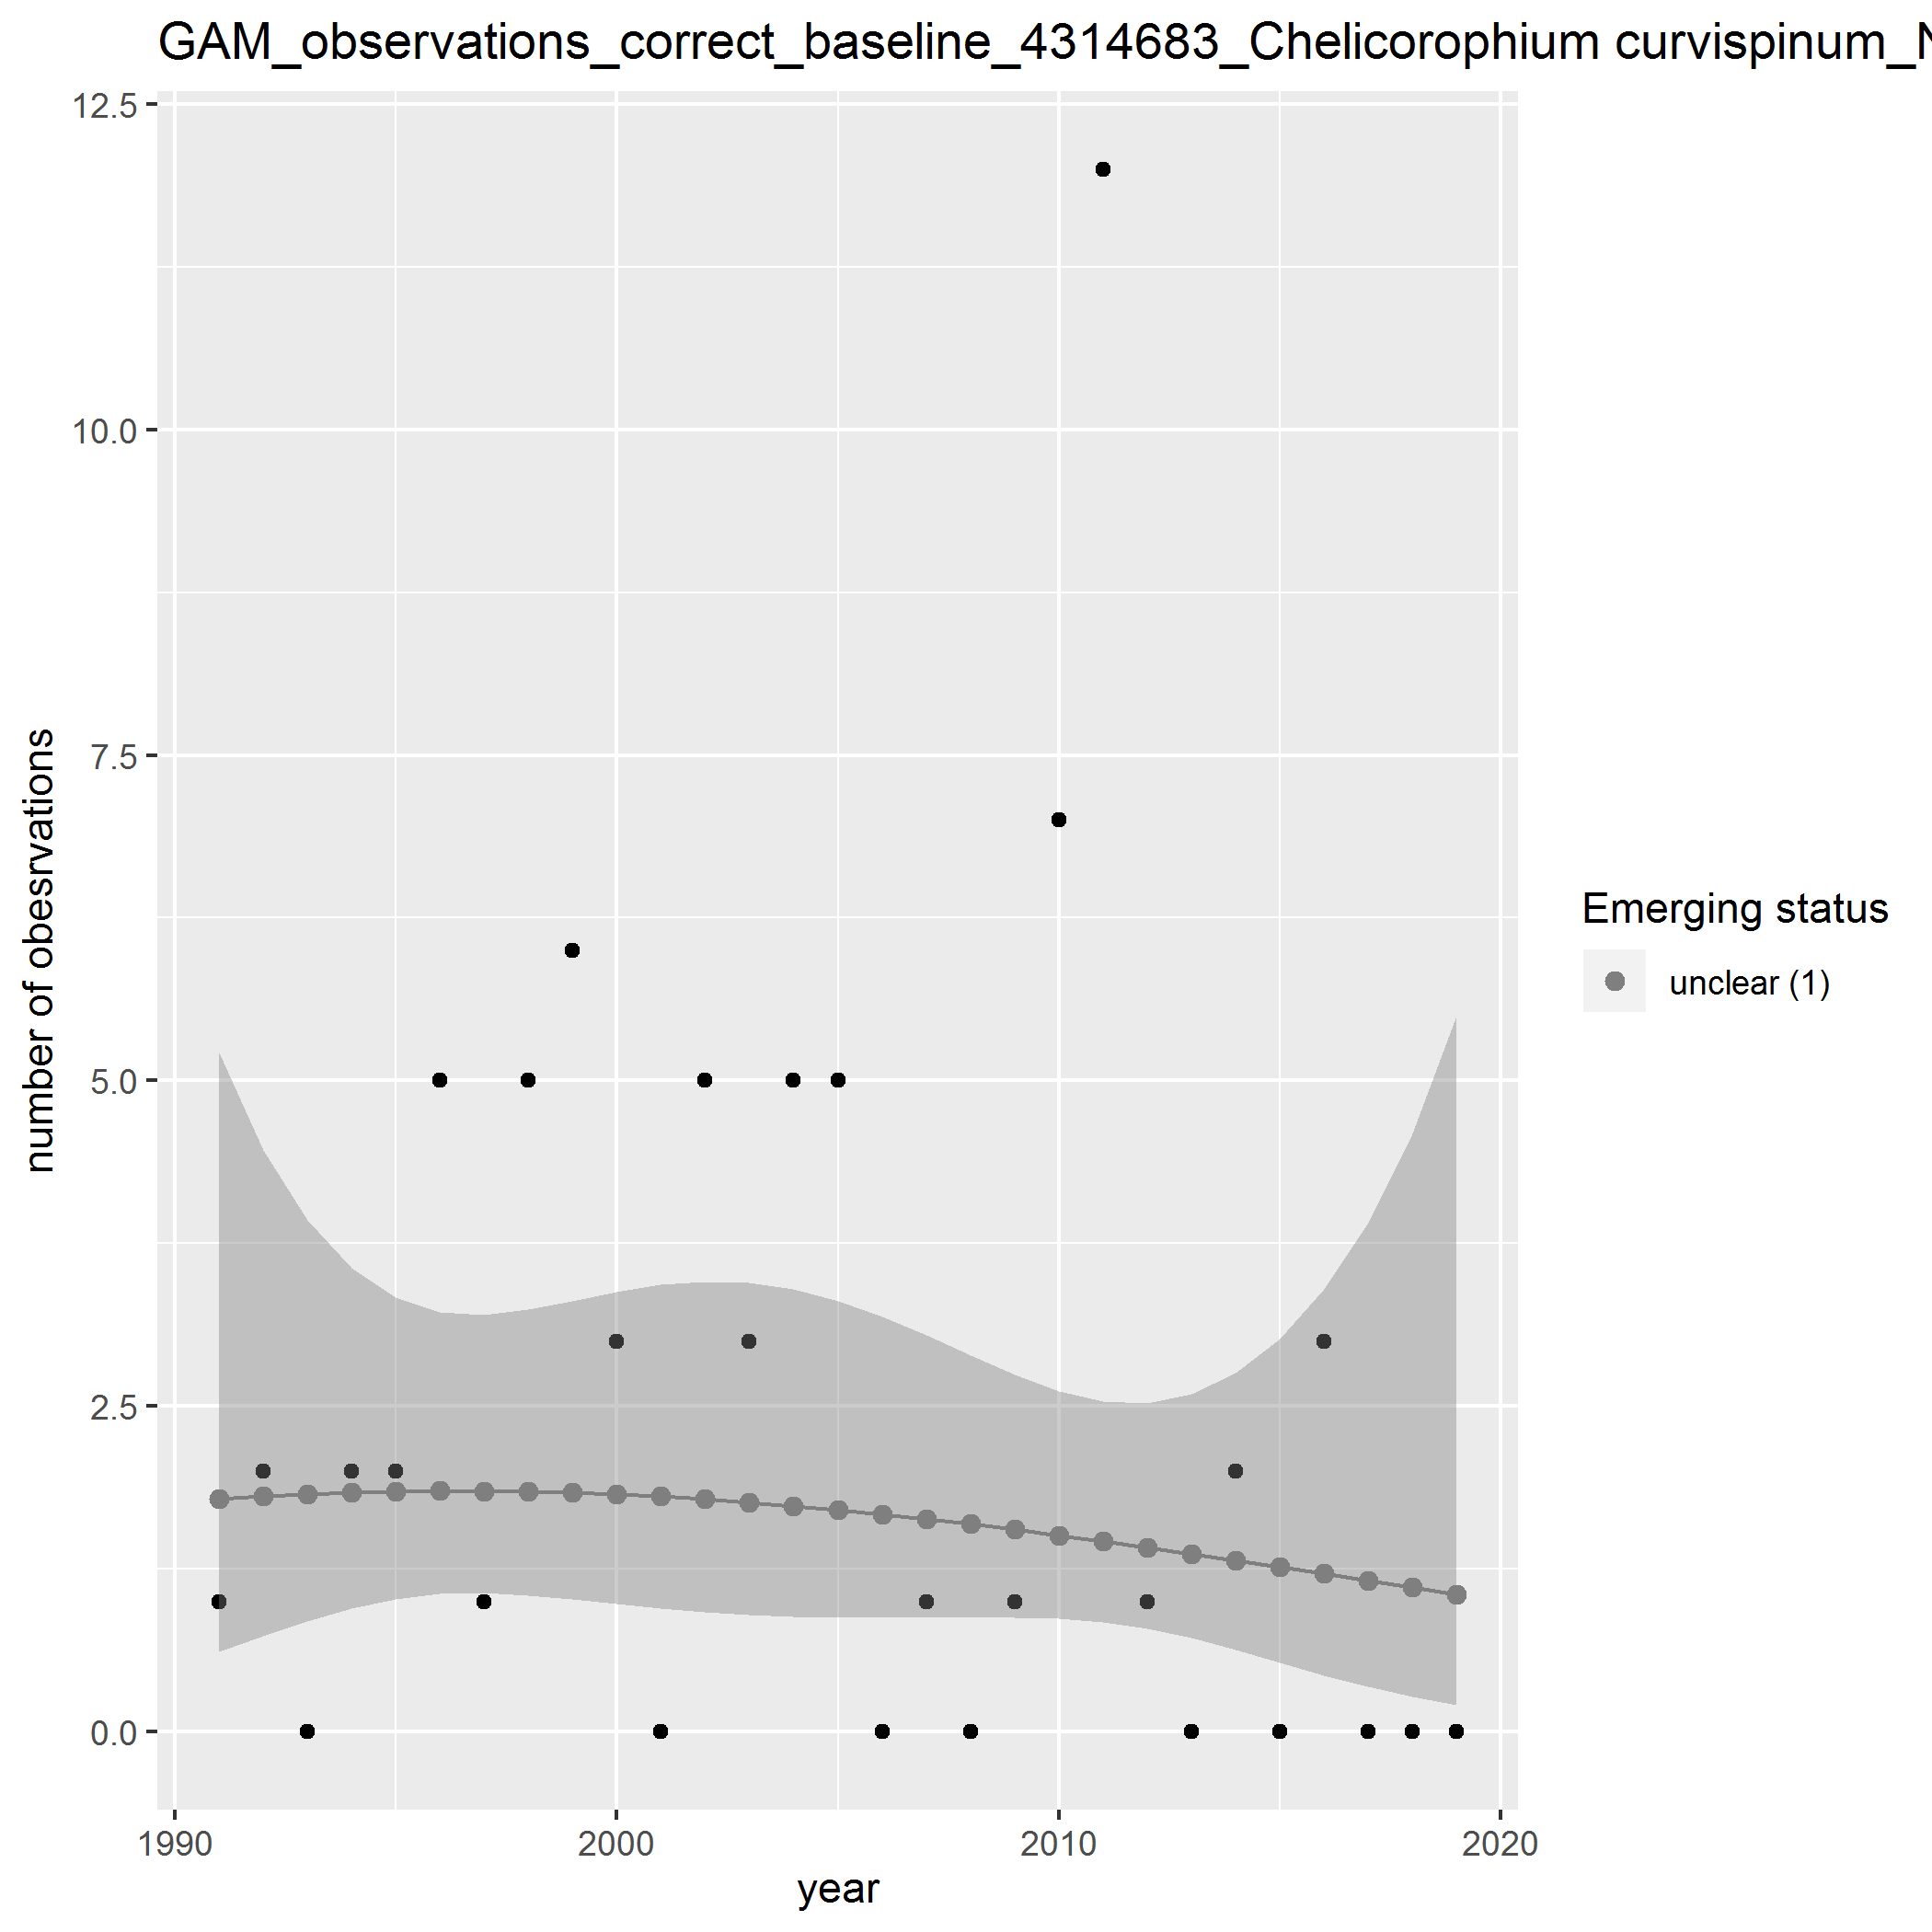 GAM_observations_correct_baseline_4314683_Chelicorophium curvispinum_N
12.5
10.0
7.5
5.0
2.5
0.0
number of obesrvations
1990
2000
2010
2020
year
Emerging status
unclear (1)